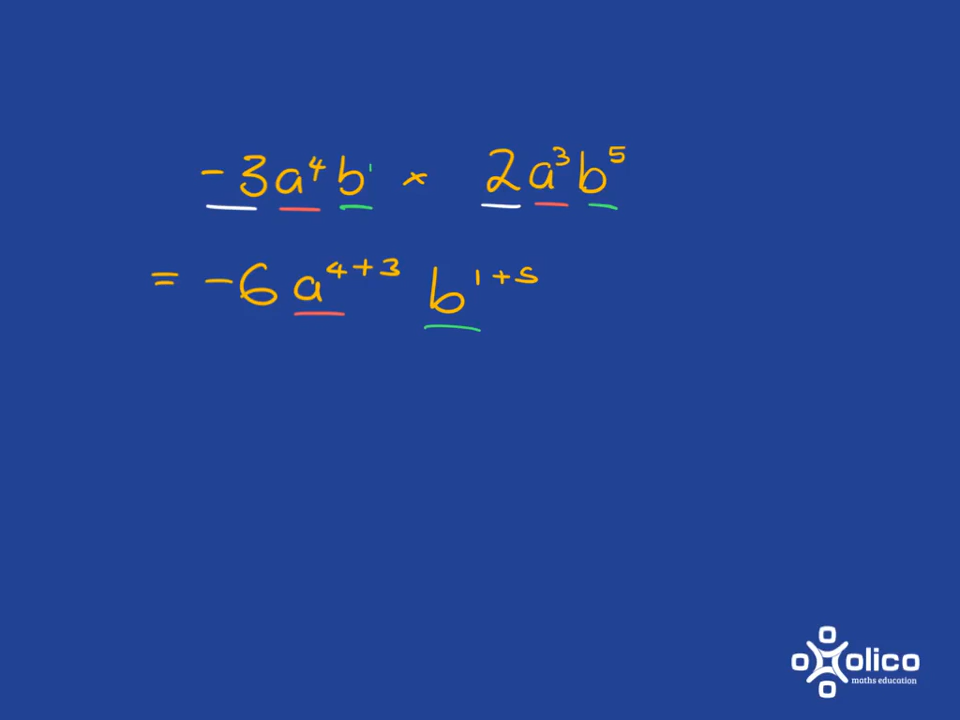 -3a⁴b¹ × 2a³b⁵
= -6a⁴⁺³ b¹⁺⁵
olico
maths education